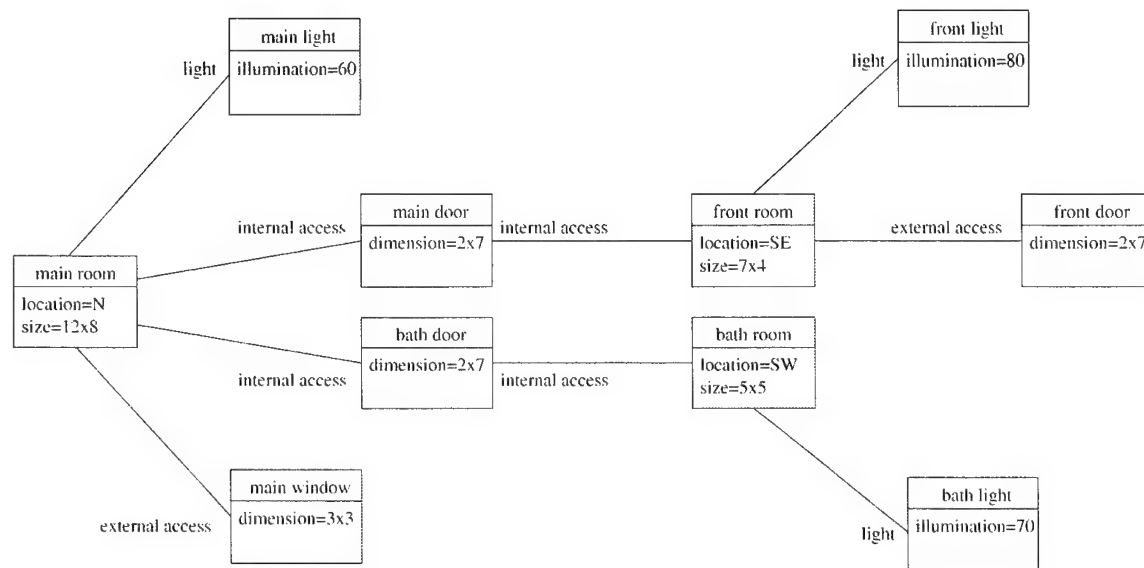 main light
light
illumination=60
front light
light
illumination=80
internal access
main door
dimension=2x7
internal access
front room
location=SE
size=7x4
external access
front door
dimension=2x7
main room
location=N
size=12x8
bath door
dimension=2x7
internal access
internal access
bath room
location=SW
size=5x5
main window
dimension=3x3
external access
bath light
illumination=70
light